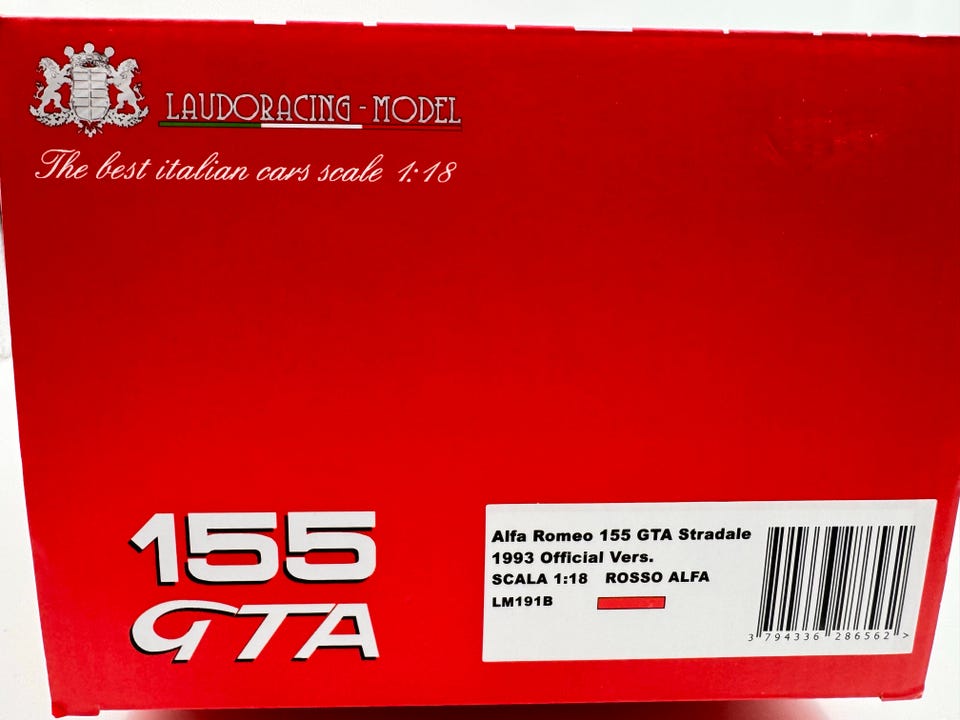 LAUDORACING-MODEL
The best italian cars scale 1:18
155
GTA
Alfa Romeo 155 GTA Stradale
1993 Official Vers.
SCALA 1:18 ROSSO ALFA
LM191B
3 794336 286562 >